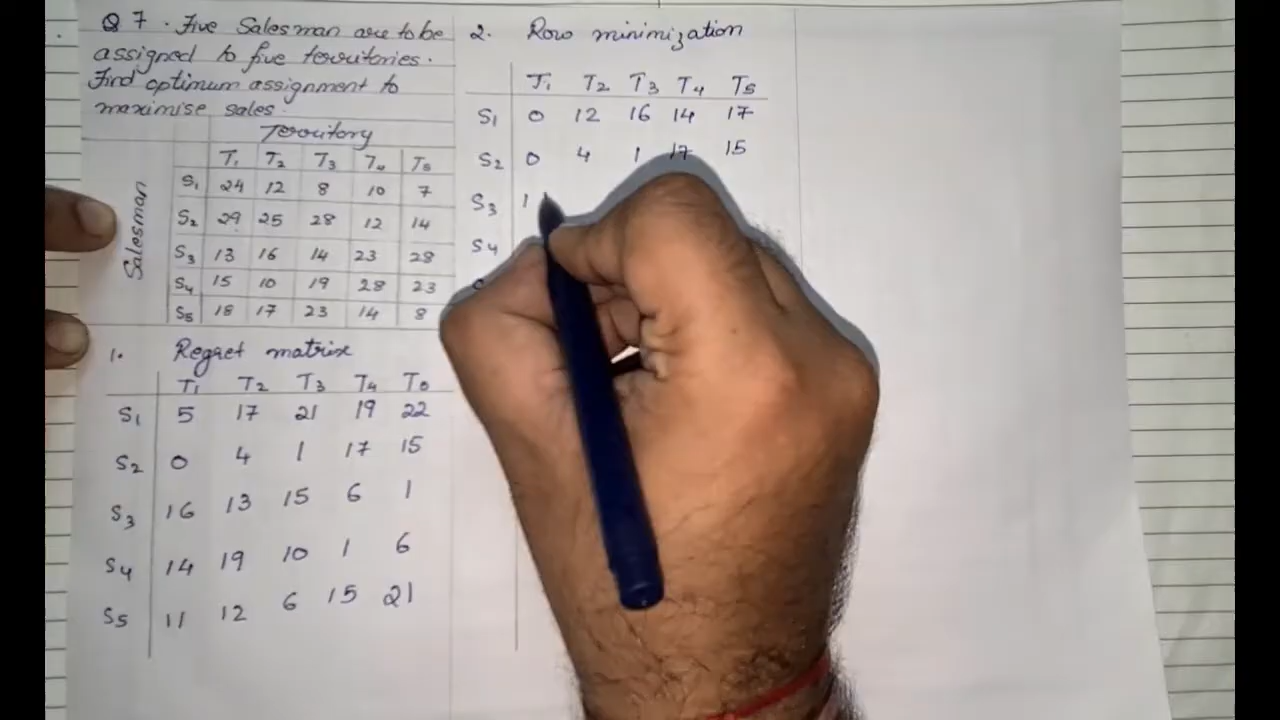 Q 7. Five Salesman are to be
assigned to five territories.
Find optimum assignment to
maximise sales.
Territory
Salesman
T1 T2 T3 T4 T5
S1 24 12 8 10 7
S2 29 25 28 12 14
S3 13 16 14 23 28
S4 15 10 19 28 23
S5 18 17 23 14 8
1. Regret matrix
T1 T2 T3 T4 T5
S1 5 17 21 19 22
S2 0 4 1 17 15
S3 16 13 15 6 1
S4 14 19 10 1 6
S5 11 12 6 15 21
2. Row minimization
T1 T2 T3 T4 T5
S1 0 12 16 14 17
S2 0 4 1 17 15
S3 1
S4